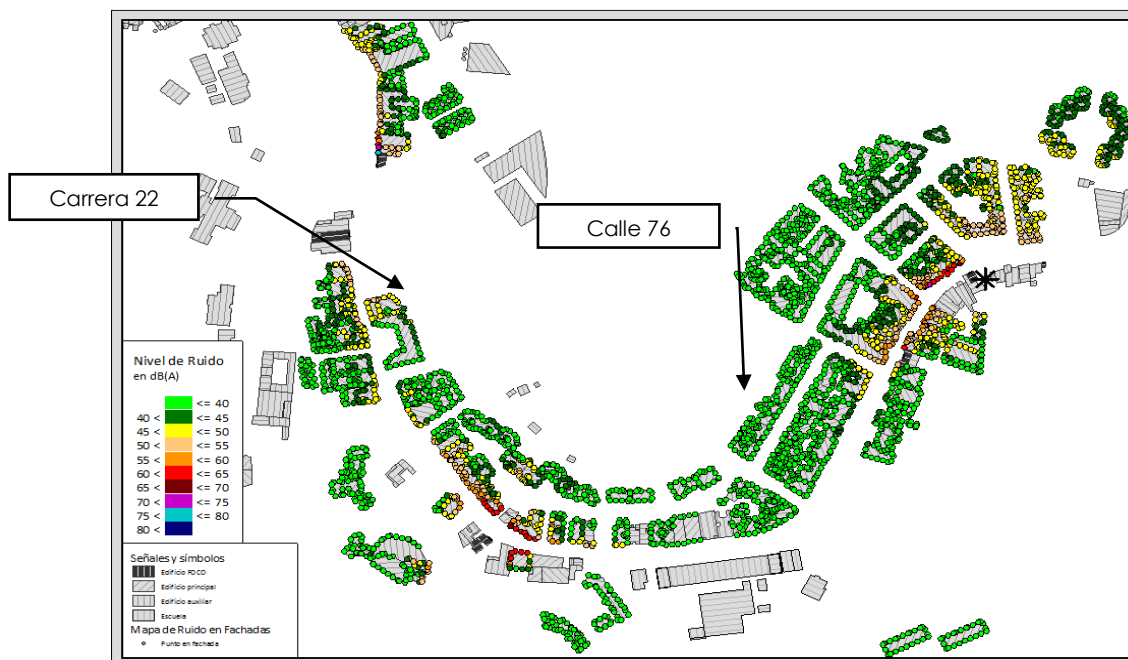 Carrera 22
Calle 76
Nivel de Ruido
en dB(A)
<= 40
40 < <= 45
45 < <= 50
50 < <= 55
55 < <= 60
60 < <= 65
65 < <= 70
70 < <= 75
75 < <= 80
80 <
Señales y símbolos
Edificio FOCO
Edificio principal
Edificio auxiliar
Escuela
Mapa de Ruido en Fachadas
Punto en fachada